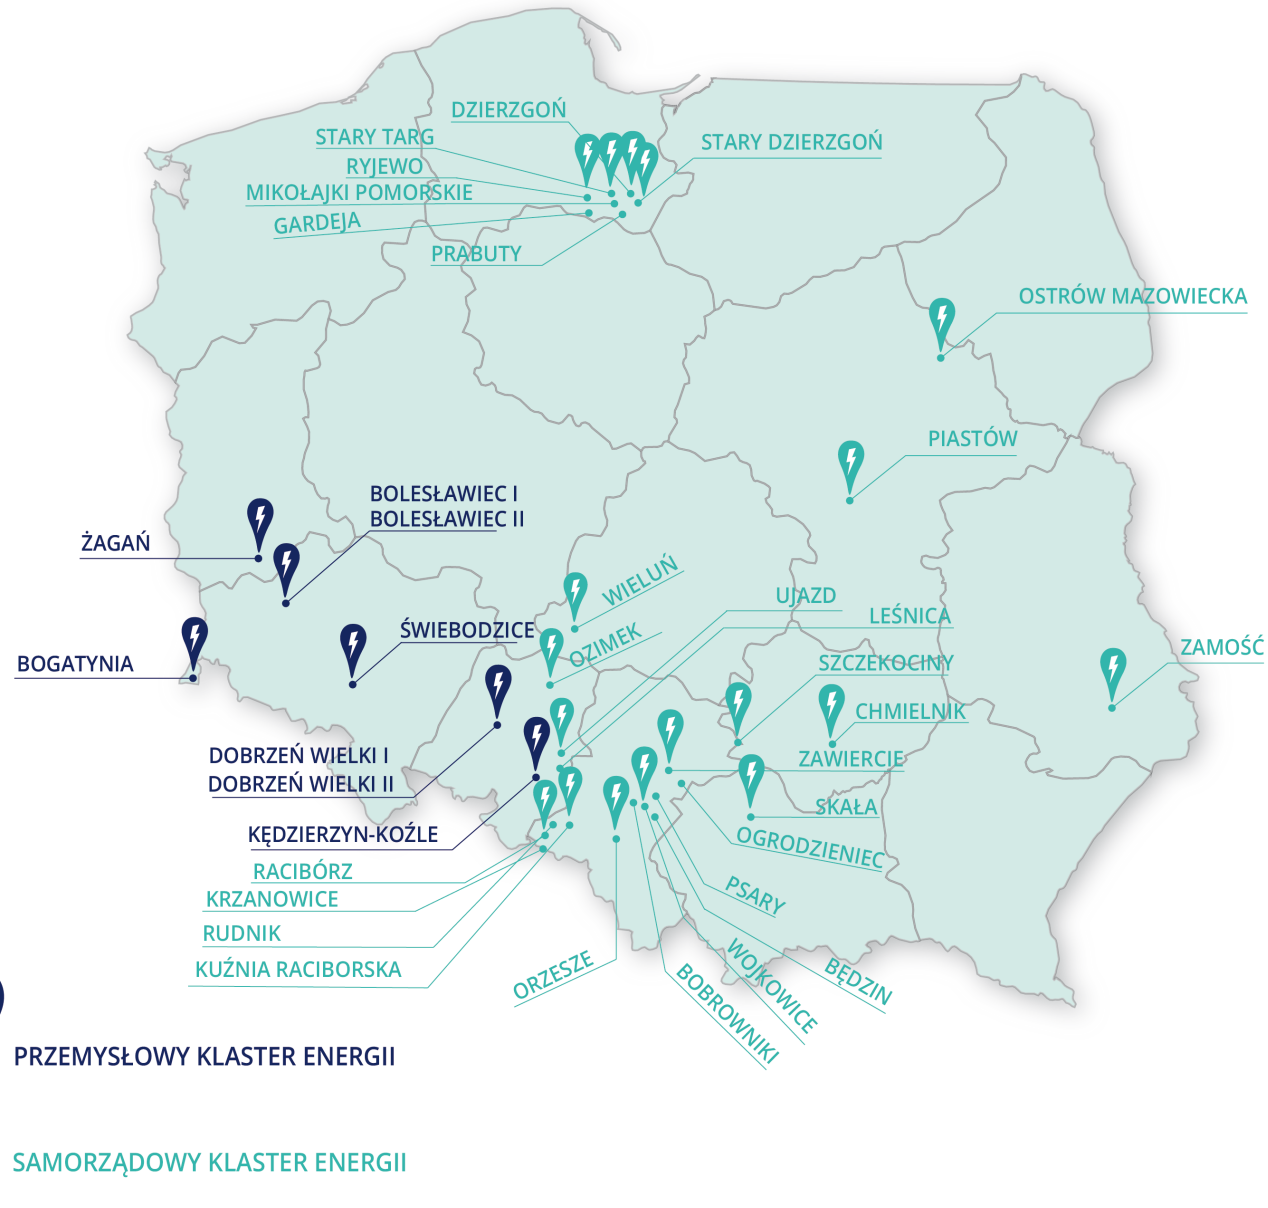 DZIERZGOŃ
STARY TARG
STARY DZIERZGOŃ
RYJEWO
MIKOŁAJKI POMORSKIE
GARDEJA
PRABUTY
OSTRÓW MAZOWIECKA
PIASTÓW
BOLESŁAWIEC I
BOLESŁAWIEC II
ŻAGAŃ
WIELUŃ
UJAZD
LEŚNICA
ŚWIEBODZICE
OZIMEK
ZAMOŚĆ
BOGATYNIA
SZCZEKOCINY
CHMIELNIK
DOBRZEŃ WIELKI I
DOBRZEŃ WIELKI II
ZAWIERCIE
SKAŁA
KĘDZIERZYN-KOŹLE
OGRODZIENIEC
RACIBÓRZ
KRZANOWICE
PSARY
RUDNIK
KUŹNIA RACIBORSKA
ORZESZE
BĘDZIN
WOJKOWICE
BOBROWNIKI
PRZEMYSŁOWY KLASTER ENERGII
SAMORZĄDOWY KLASTER ENERGII